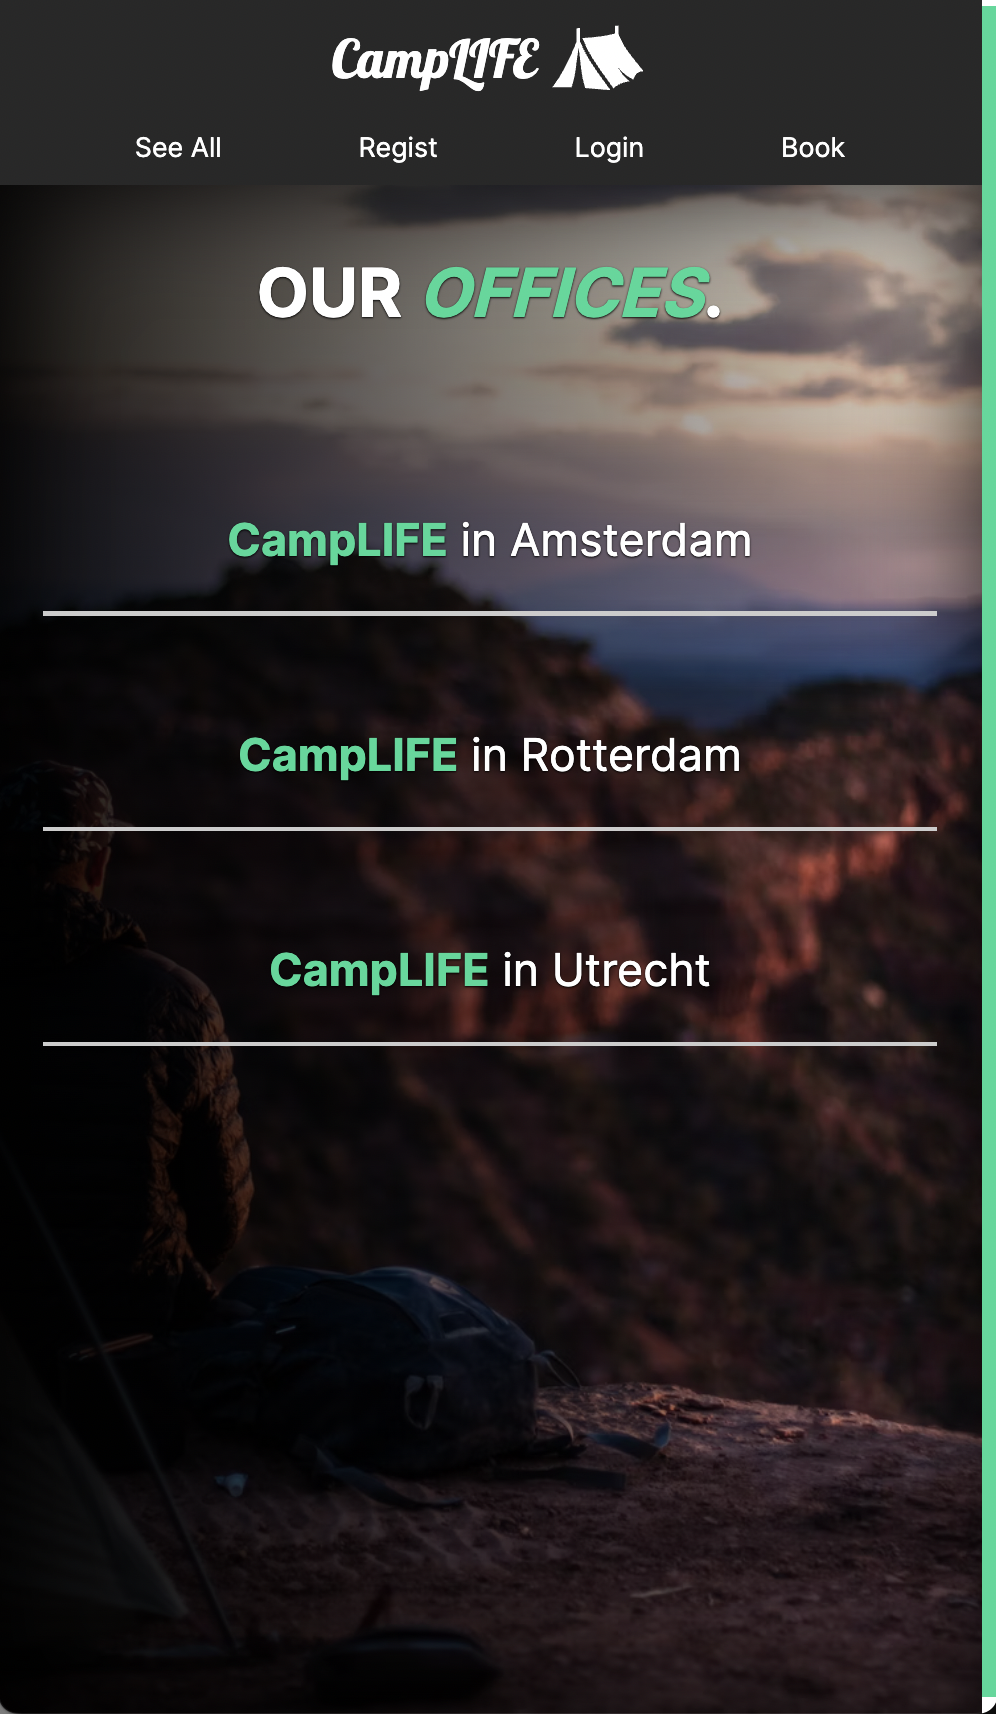 CampLIFE
See All Regist Login Book
OUR OFFICES.
CampLIFE in Amsterdam
CampLIFE in Rotterdam
CampLIFE in Utrecht